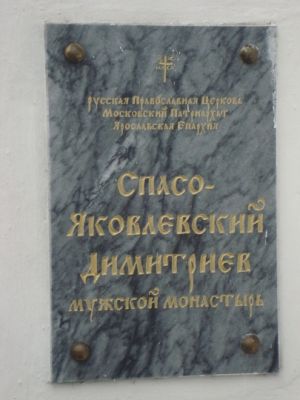 Русская Православная Церковь
Московский Патриархат
Ярославская Епархия
Спасо-
Яковлевский
Димитриев
мужской монастырь